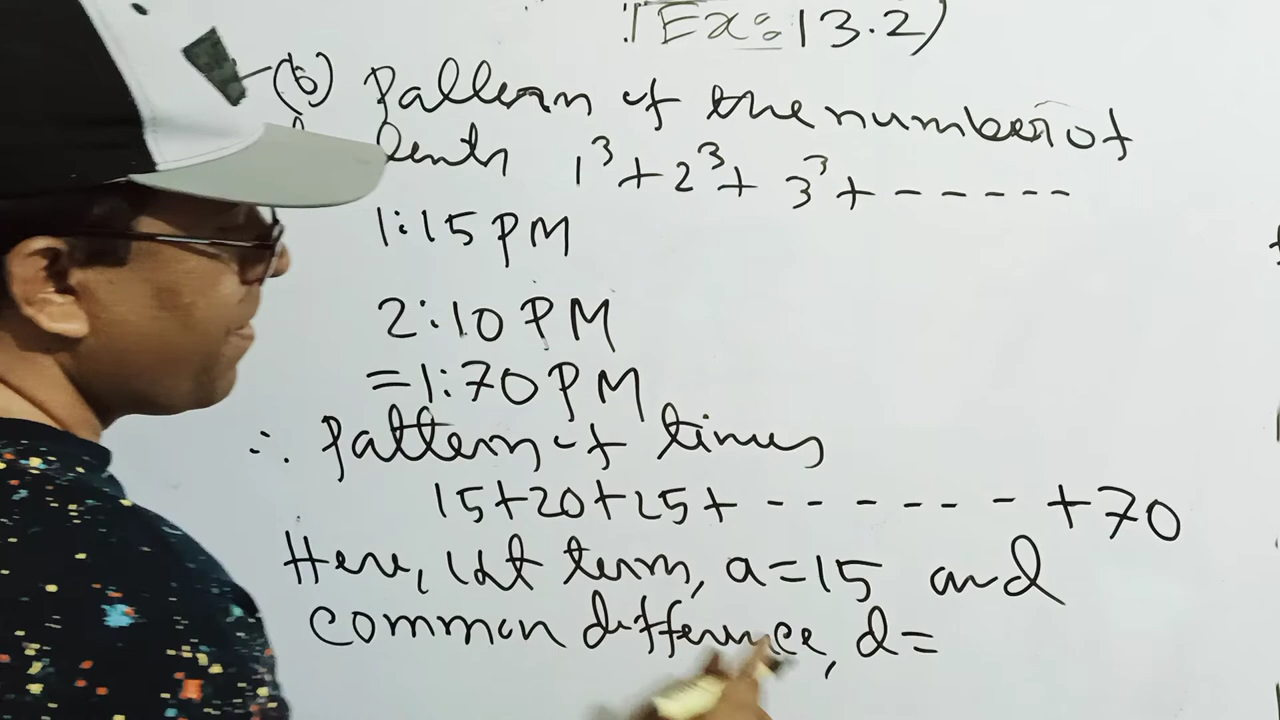 (Ex: 13.2)
(b) Pattern of the number of
1³ + 2³ + 3³ + ------
1:15 PM
2:10 PM
= 1:70 PM
∴ Pattern of times
15+20+25+ ------ +70
Here, 1st term, a=15 and
common difference, d=